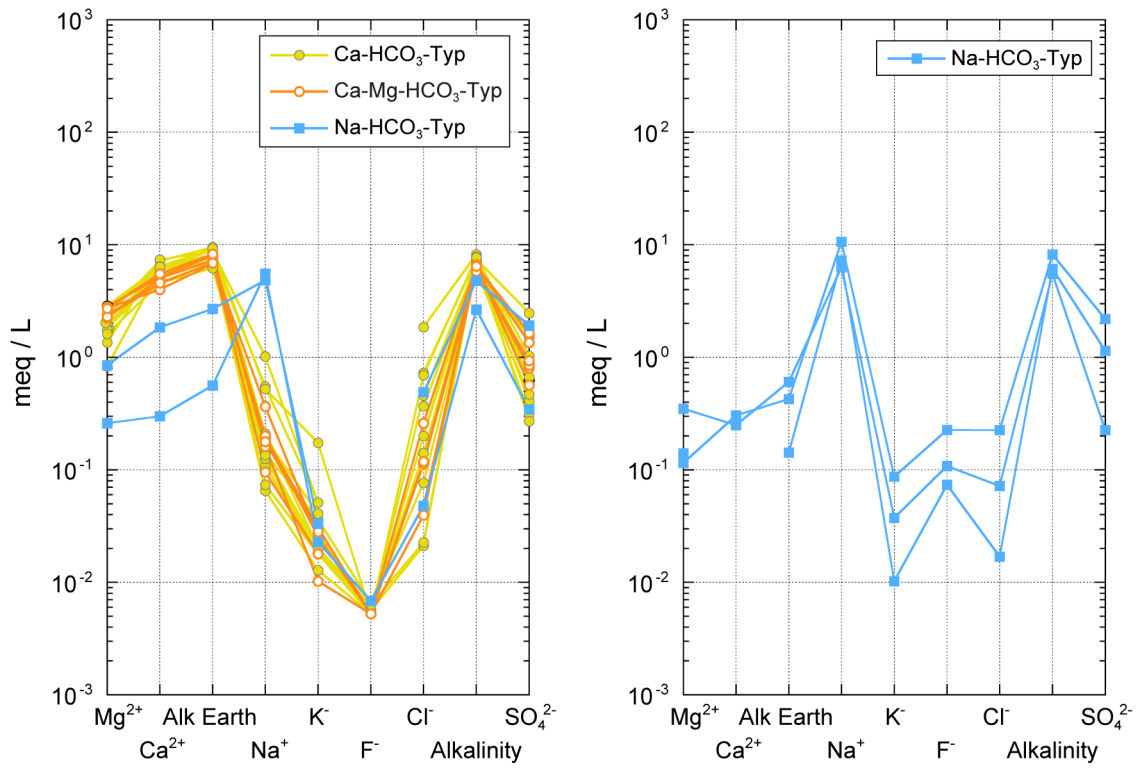 10³
10²
10¹
10⁰
10⁻¹
10⁻²
10⁻³
meq / L
Ca-HCO₃-Typ
Ca-Mg-HCO₃-Typ
Na-HCO₃-Typ
Mg²⁺ Alk Earth K⁻ Cl⁻ SO₄²⁻
Ca²⁺ Na⁺ F⁻ Alkalinity
10³
10²
10¹
10⁰
10⁻¹
10⁻²
10⁻³
meq / L
Na-HCO₃-Typ
Mg²⁺ Alk Earth K⁻ Cl⁻ SO₄²⁻
Ca²⁺ Na⁺ F⁻ Alkalinity